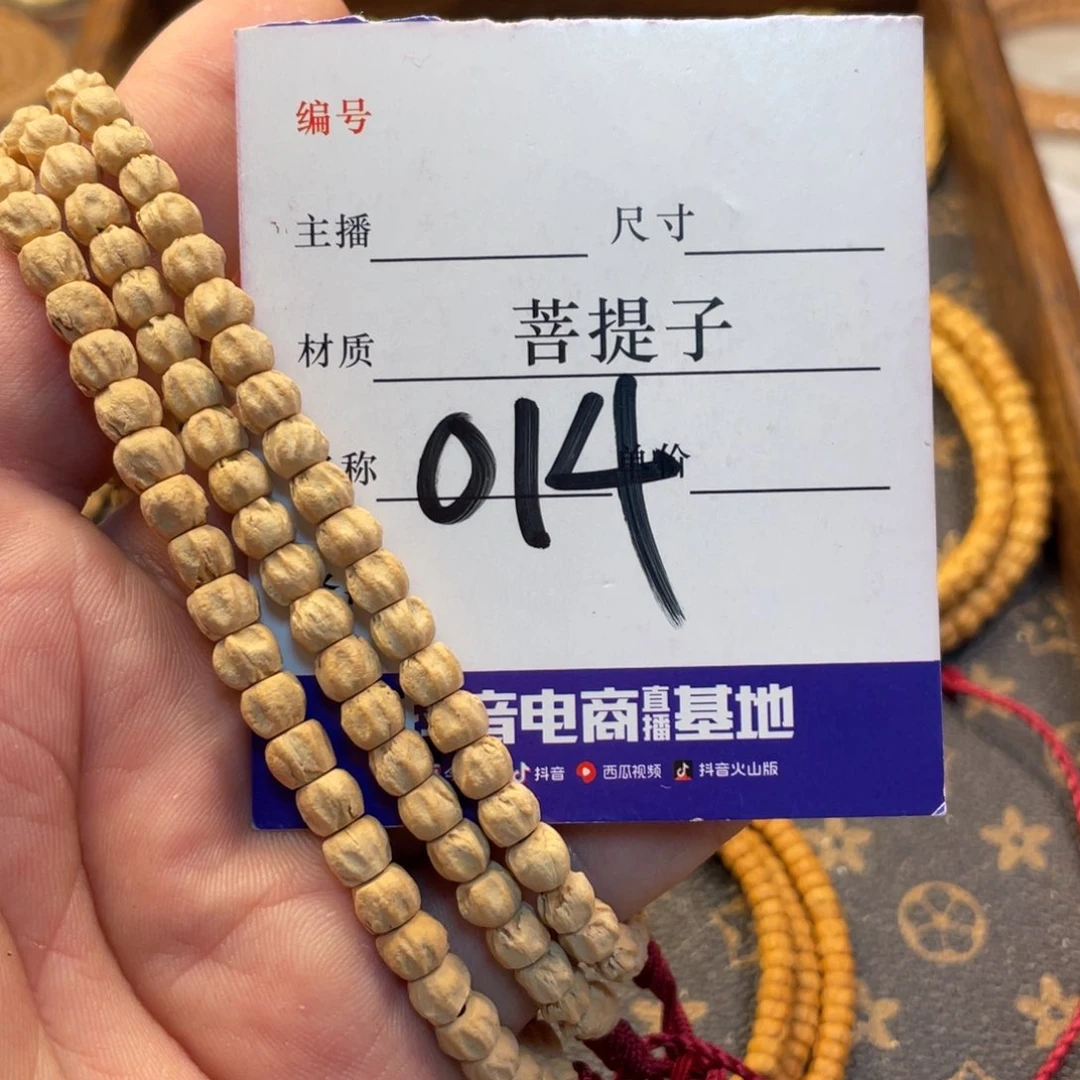 编号
主播 尺寸
材质 菩提子
称 单价
014
音电商直播基地
抖音 西瓜视频 抖音火山版